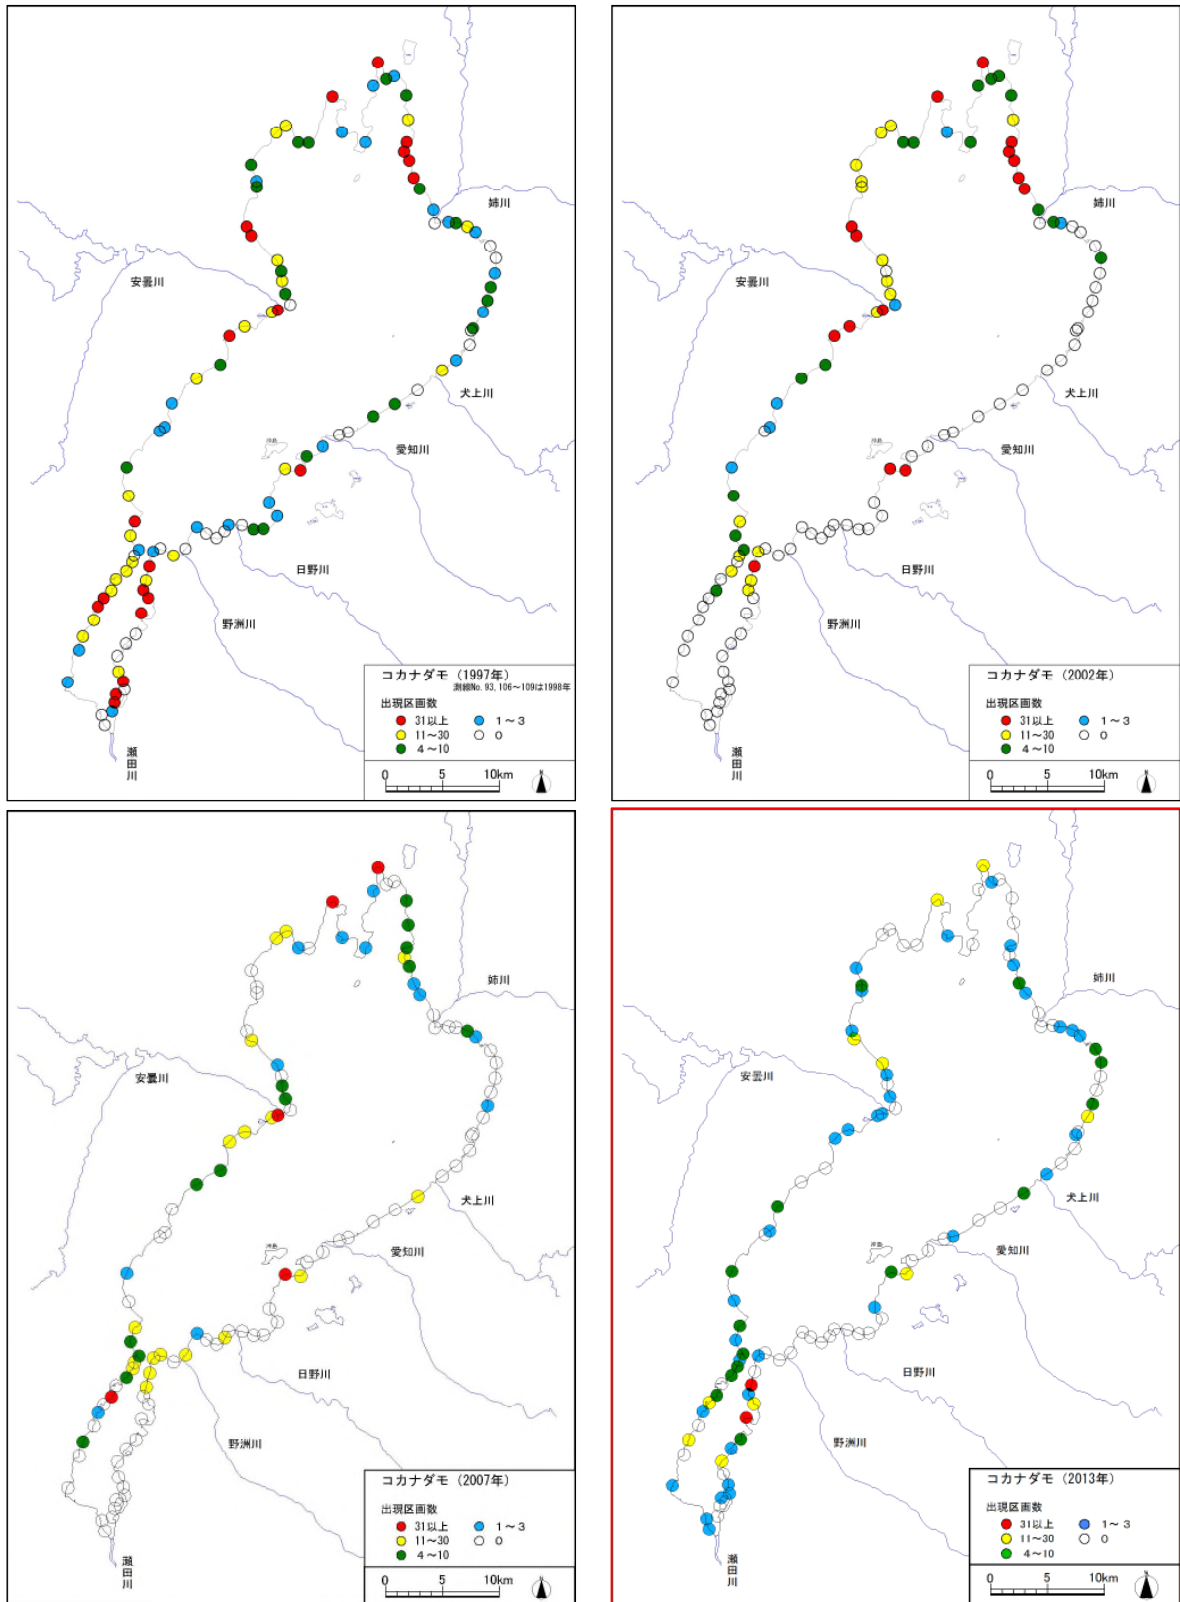 姉川
安曇川
犬上川
愛知川
沖島
日野川
野洲川
瀬田川
コカナダモ（1997年）
測線No. 93, 106～109は1998年
出現区画数
31以上 1～3
11～30 0
4～10
0 5 10km
N
姉川
安曇川
犬上川
愛知川
沖島
日野川
野洲川
瀬田川
コカナダモ（2002年）
出現区画数
31以上 1～3
11～30 0
4～10
0 5 10km
N
姉川
安曇川
犬上川
愛知川
沖島
日野川
野洲川
瀬田川
コカナダモ（2007年）
出現区画数
31以上 1～3
11～30 0
4～10
0 5 10km
N
姉川
安曇川
犬上川
愛知川
沖島
日野川
野洲川
瀬田川
コカナダモ（2013年）
出現区画数
31以上 1～3
11～30 0
4～10
0 5 10km
N